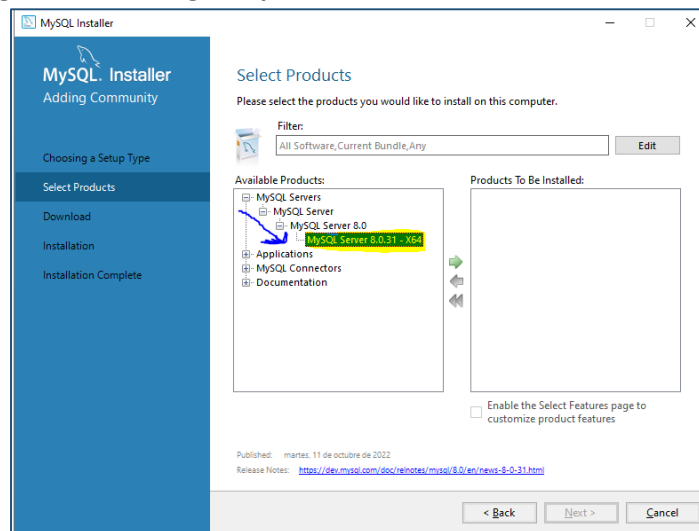 MySQL Installer
MySQL. Installer
Adding Community
Choosing a Setup Type
Select Products
Download
Installation
Installation Complete
Select Products
Please select the products you would like to install on this computer.
Filter:
All Software,Current Bundle,Any
Edit
Available Products:
MySQL Servers
MySQL Server
MySQL Server 8.0
MySQL Server 8.0.31 - X64
Applications
MySQL Connectors
Documentation
Products To Be Installed:
Enable the Select Features page to
customize product features
Published: martes, 11 de octubre de 2022
Release Notes: https://dev.mysql.com/doc/relnotes/mysql/8.0/en/news-8-0-31.html
< Back
Next >
Cancel